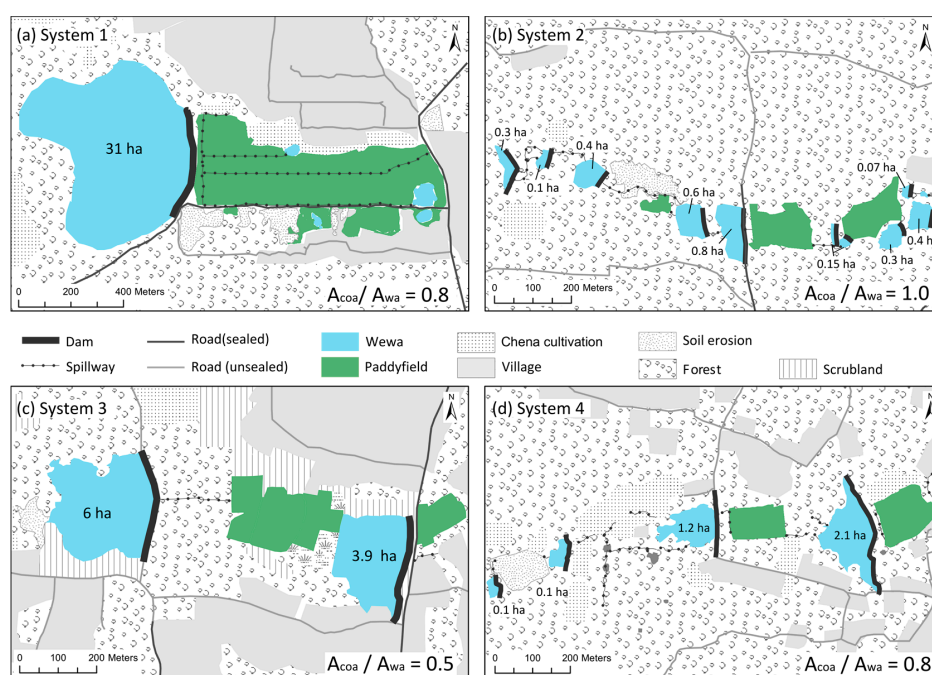 (a) System 1
N
31 ha
0 200 400 Meters
Acoa/ Awa = 0.8
(b) System 2
N
0.3 ha
0.4 ha
0.1 ha
0.6 ha
0.8 ha
0.07 ha
0.15 ha
0.3 ha
0.4 ha
0 100 200 Meters
Acoa / Awa = 1.0
Dam
Road(sealed)
Wewa
Chena cultivation
Soil erosion
Spillway
Road (unsealed)
Paddyfield
Village
Forest
Scrubland
(c) System 3
N
6 ha
3.9 ha
0 100 200 Meters
Acoa / Awa = 0.5
(d) System 4
N
1.2 ha
2.1 ha
0.1 ha
0.1 ha
0 100 200 Meters
Acoa / Awa = 0.8